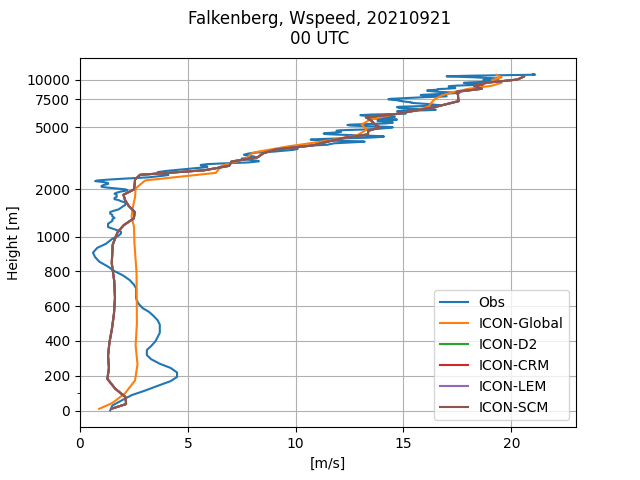 Falkenberg, Wspeed, 20210921
00 UTC
10000
7500
5000
2000
1000
800
600
400
200
0
Height [m]
Obs
ICON-Global
ICON-D2
ICON-CRM
ICON-LEM
ICON-SCM
0 5 10 15 20
[m/s]